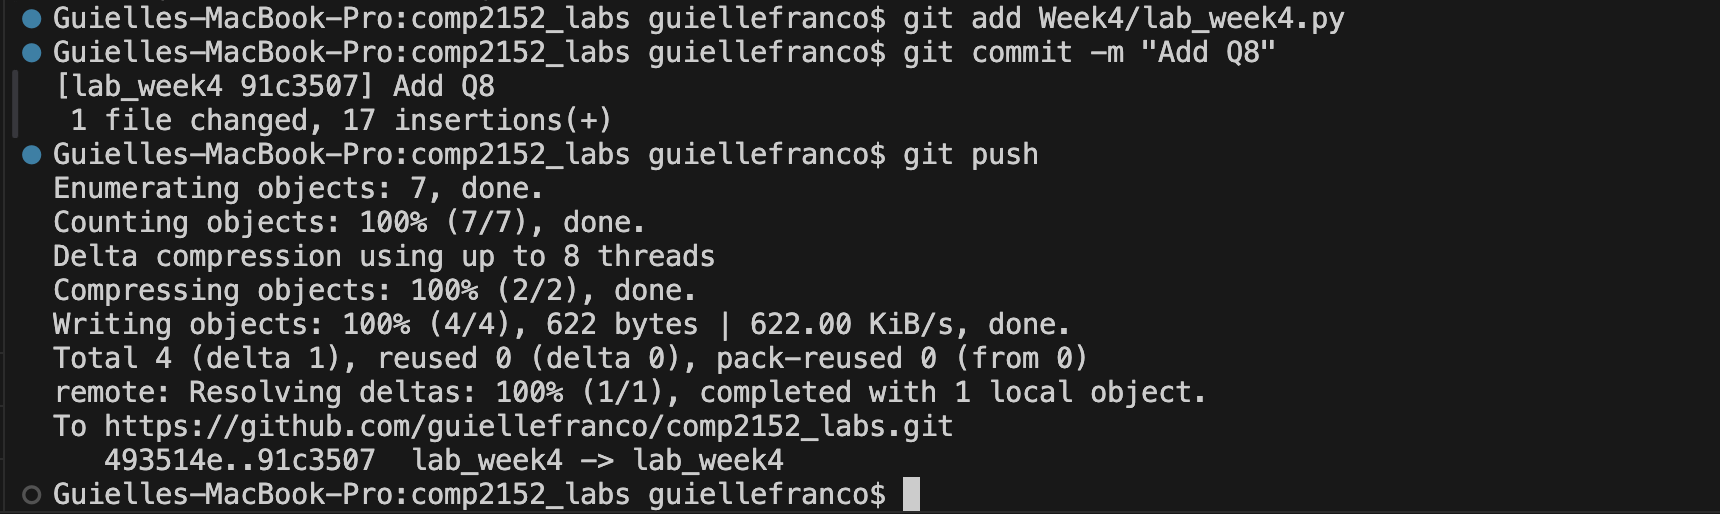 Guielles-MacBook-Pro:comp2152_labs guiellefranco$ git add Week4/lab_week4.py
Guielles-MacBook-Pro:comp2152_labs guiellefranco$ git commit -m "Add Q8"
[lab_week4 91c3507] Add Q8
 1 file changed, 17 insertions(+)
Guielles-MacBook-Pro:comp2152_labs guiellefranco$ git push
Enumerating objects: 7, done.
Counting objects: 100% (7/7), done.
Delta compression using up to 8 threads
Compressing objects: 100% (2/2), done.
Writing objects: 100% (4/4), 622 bytes | 622.00 KiB/s, done.
Total 4 (delta 1), reused 0 (delta 0), pack-reused 0 (from 0)
remote: Resolving deltas: 100% (1/1), completed with 1 local object.
To https://github.com/guiellefranco/comp2152_labs.git
   493514e..91c3507  lab_week4 -> lab_week4
Guielles-MacBook-Pro:comp2152_labs guiellefranco$